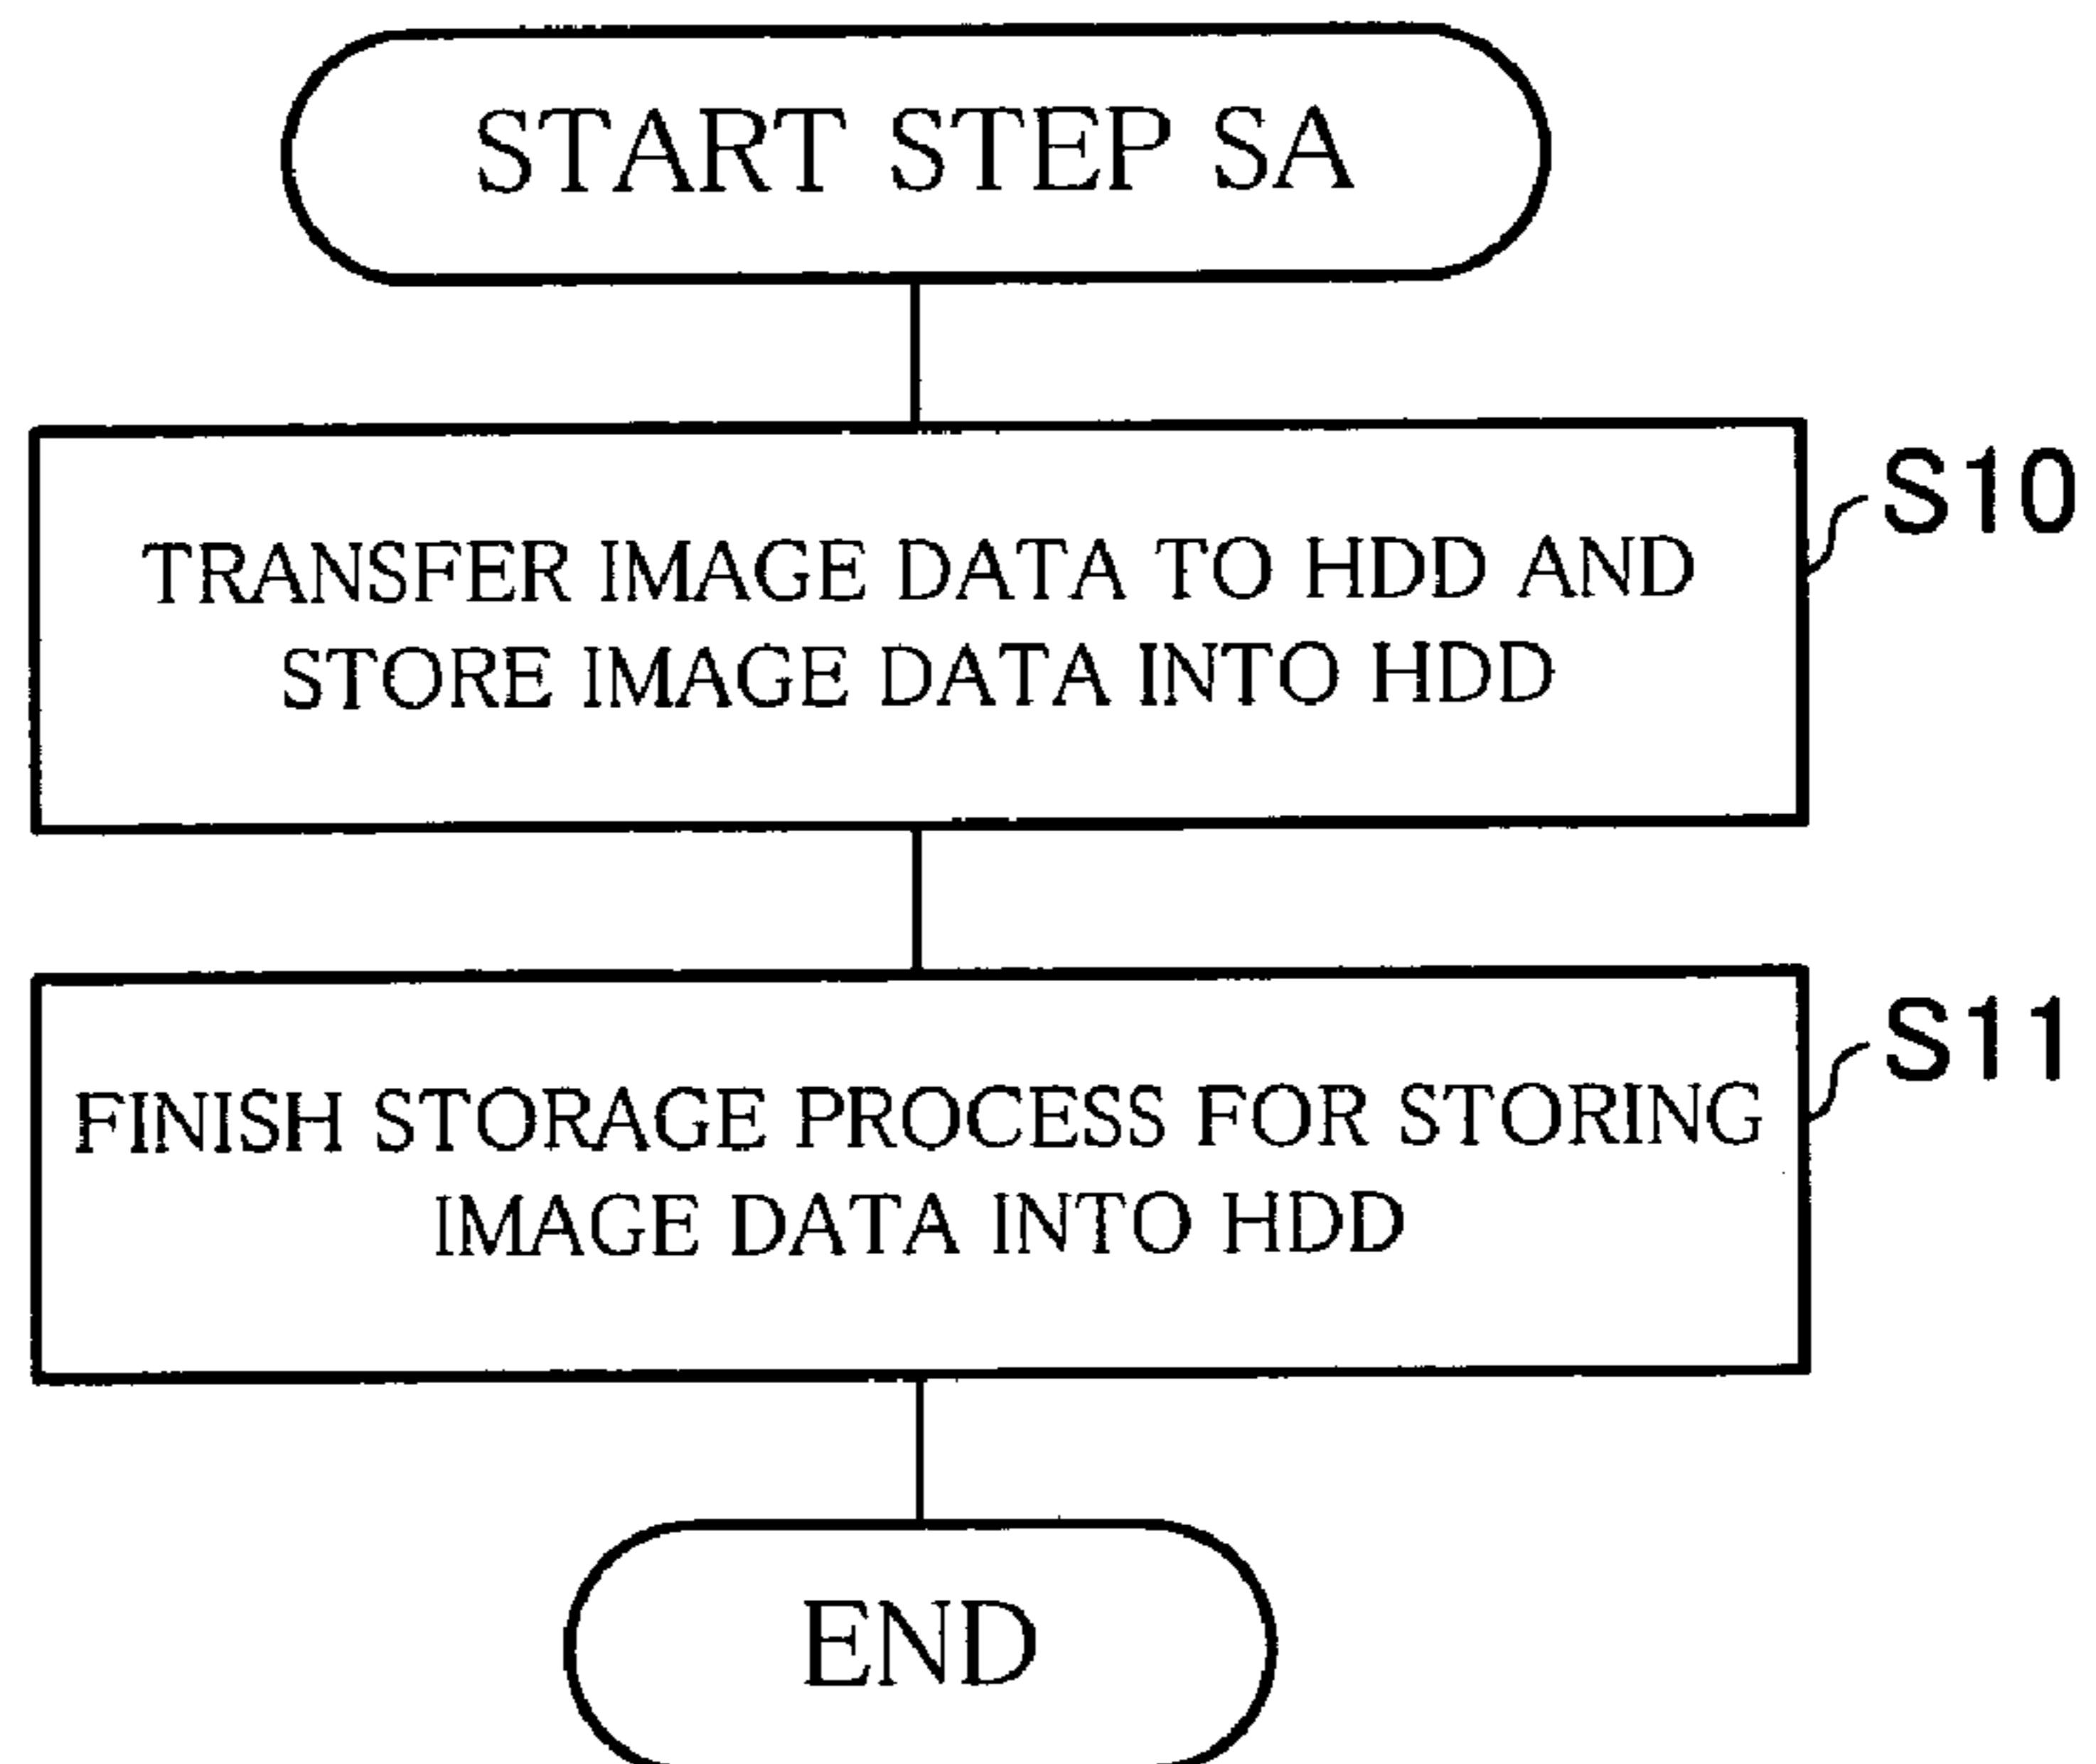 START STEP SA
S10
TRANSFER IMAGE DATA TO HDD AND
STORE IMAGE DATA INTO HDD
S11
FINISH STORAGE PROCESS FOR STORING
IMAGE DATA INTO HDD
END